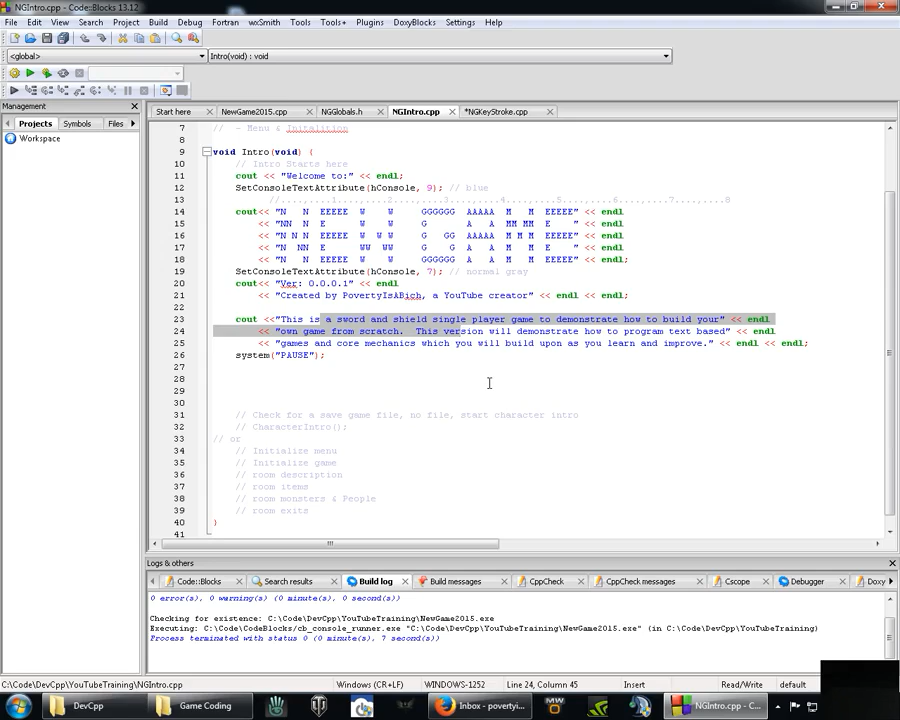 NGIntro.cpp - Code::Blocks 13.12
File Edit View Search Project Build Debug Fortran wxSmith Tools Tools+ Plugins DoxyBlocks Settings Help
<global> Intro(void) : void
Management
Projects Symbols Files
Workspace
Start here NewGame2015.cpp NGGlobals.h NGIntro.cpp *NGKeyStroke.cpp
7 // - Menu & Initalition
8
9 void Intro(void) {
10 // Intro Starts here
11 cout << "Welcome to:" << endl;
12 SetConsoleTextAttribute(hConsole, 9); // blue
13 //....,....1....,....2....,....3....,....4....,....5....,....6....,....7....,....8
14 cout<< "N   N  EEEEE  W     W      GGGGGG  AAAAA  M   M  EEEEE" << endl
15 << "NN  N  E      W     W      G       A   A  MM MM  E    " << endl
16 << "N N N  EEEEE  W  W  W      G   GG  AAAAA  M M M  EEEEE" << endl
17 << "N  NN  E       WW WW       G    G  A   A  M   M  E    " << endl
18 << "N   N  EEEEE   W   W       GGGGGG  A   A  M   M  EEEEE" << endl;
19 SetConsoleTextAttribute(hConsole, 7); // normal gray
20 cout<< "Ver: 0.0.0.1" << endl
21 << "Created by PovertyIsABich, a YouTube creator" << endl << endl;
22
23 cout <<"This is a sword and shield single player game to demonstrate how to build your" << endl
24 << "own game from scratch.  This version will demonstrate how to program text based" << endl
25 << "games and core mechanics which you will build upon as you learn and improve." << endl << endl;
26 system("PAUSE");
27
28
29
30
31 // Check for a save game file, no file, start character intro
32 // CharacterIntro();
33 // or
34 // Initialize menu
35 // Initialize game
36 // room description
37 // room items
38 // room monsters & People
39 // room exits
40 }
41
Logs & others
Code::Blocks Search results Build log Build messages CppCheck CppCheck messages Cscope Debugger Doxy
0 error(s), 0 warning(s) (0 minute(s), 0 second(s))
Checking for existence: C:\Code\DevCpp\YouTubeTraining\NewGame2015.exe
Executing: C:\Code\CodeBlocks/cb_console_runner.exe "C:\Code\DevCpp\YouTubeTraining\NewGame2015.exe" (in C:\Code\DevCpp\YouTubeTraining)
Process terminated with status 0 (0 minute(s), 7 second(s))
C:\Code\DevCpp\YouTubeTraining\NGIntro.cpp Windows (CR+LF) WINDOWS-1252 Line 24, Column 45 Insert Read/Write default
DevCpp Game Coding Inbox - povertyi... NGIntro.cpp - C...